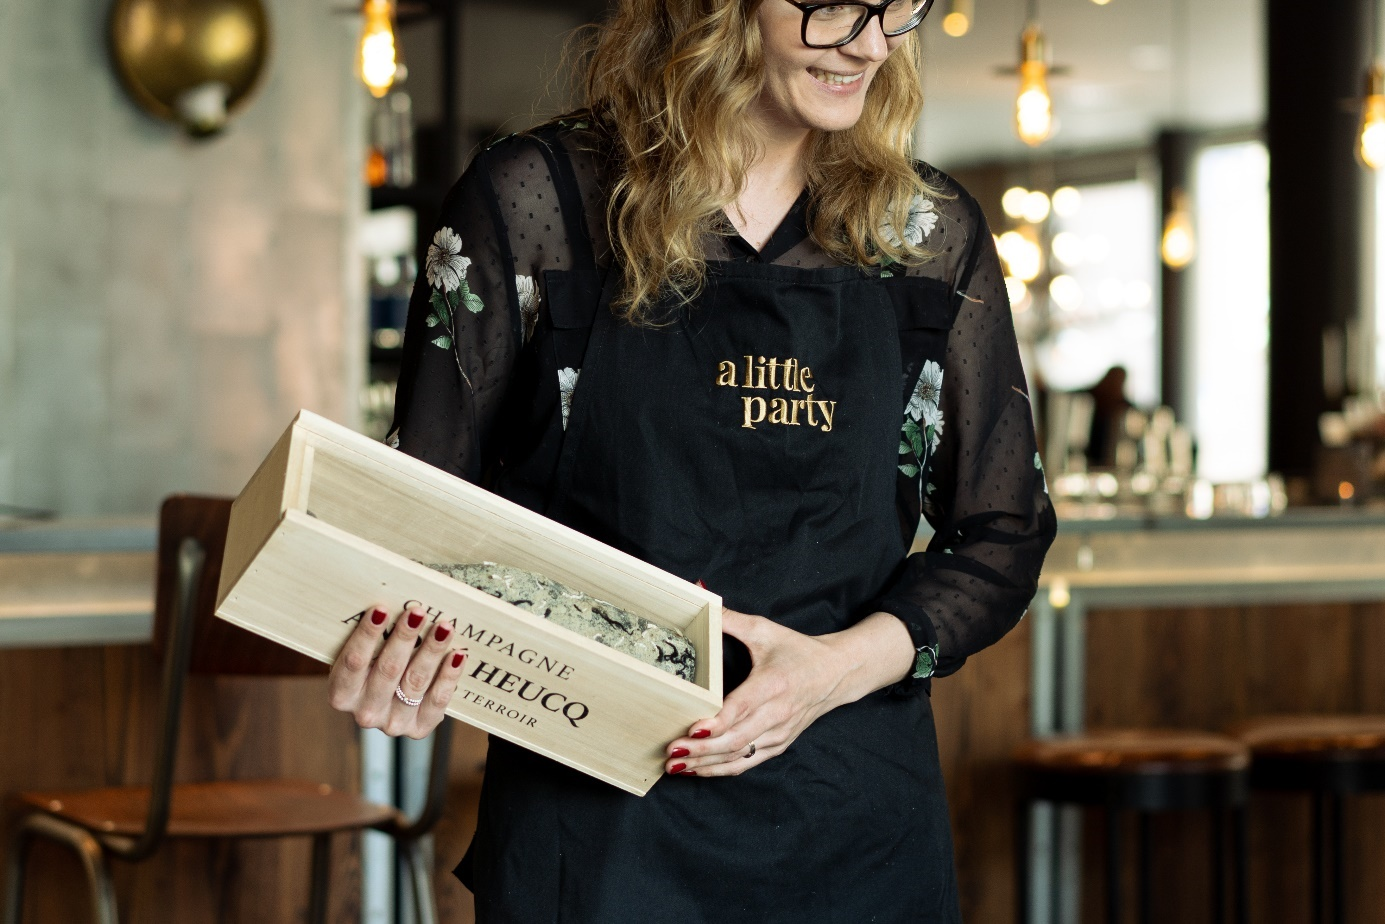 a little
party
CHAMPAGNE
HEUCQ
TERROIR